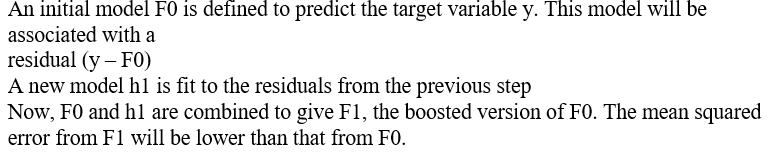 An initial model F0 is defined to predict the target variable y. This model will be
associated with a
residual (y – F0)
A new model h1 is fit to the residuals from the previous step
Now, F0 and h1 are combined to give F1, the boosted version of F0. The mean squared
error from F1 will be lower than that from F0.